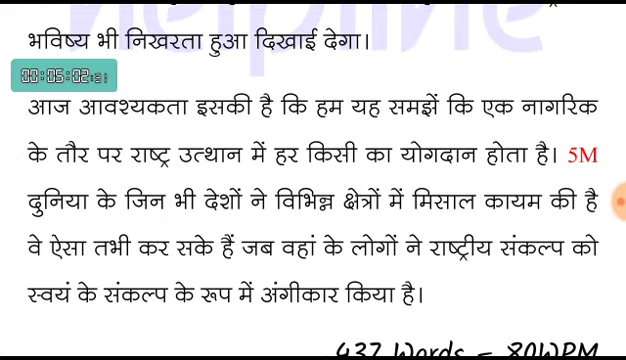 भविष्य भी निखरता हुआ दिखाई देगा।
00:05:02
आज आवश्यकता इसकी है कि हम यह समझें कि एक नागरिक
के तौर पर राष्ट्र उत्थान में हर किसी का योगदान होता है। 5M
दुनिया के जिन भी देशों ने विभिन्न क्षेत्रों में मिसाल कायम की है
वे ऐसा तभी कर सके हैं जब वहां के लोगों ने राष्ट्रीय संकल्प को
स्वयं के संकल्प के रूप में अंगीकार किया है।
437 Words = 80WPM